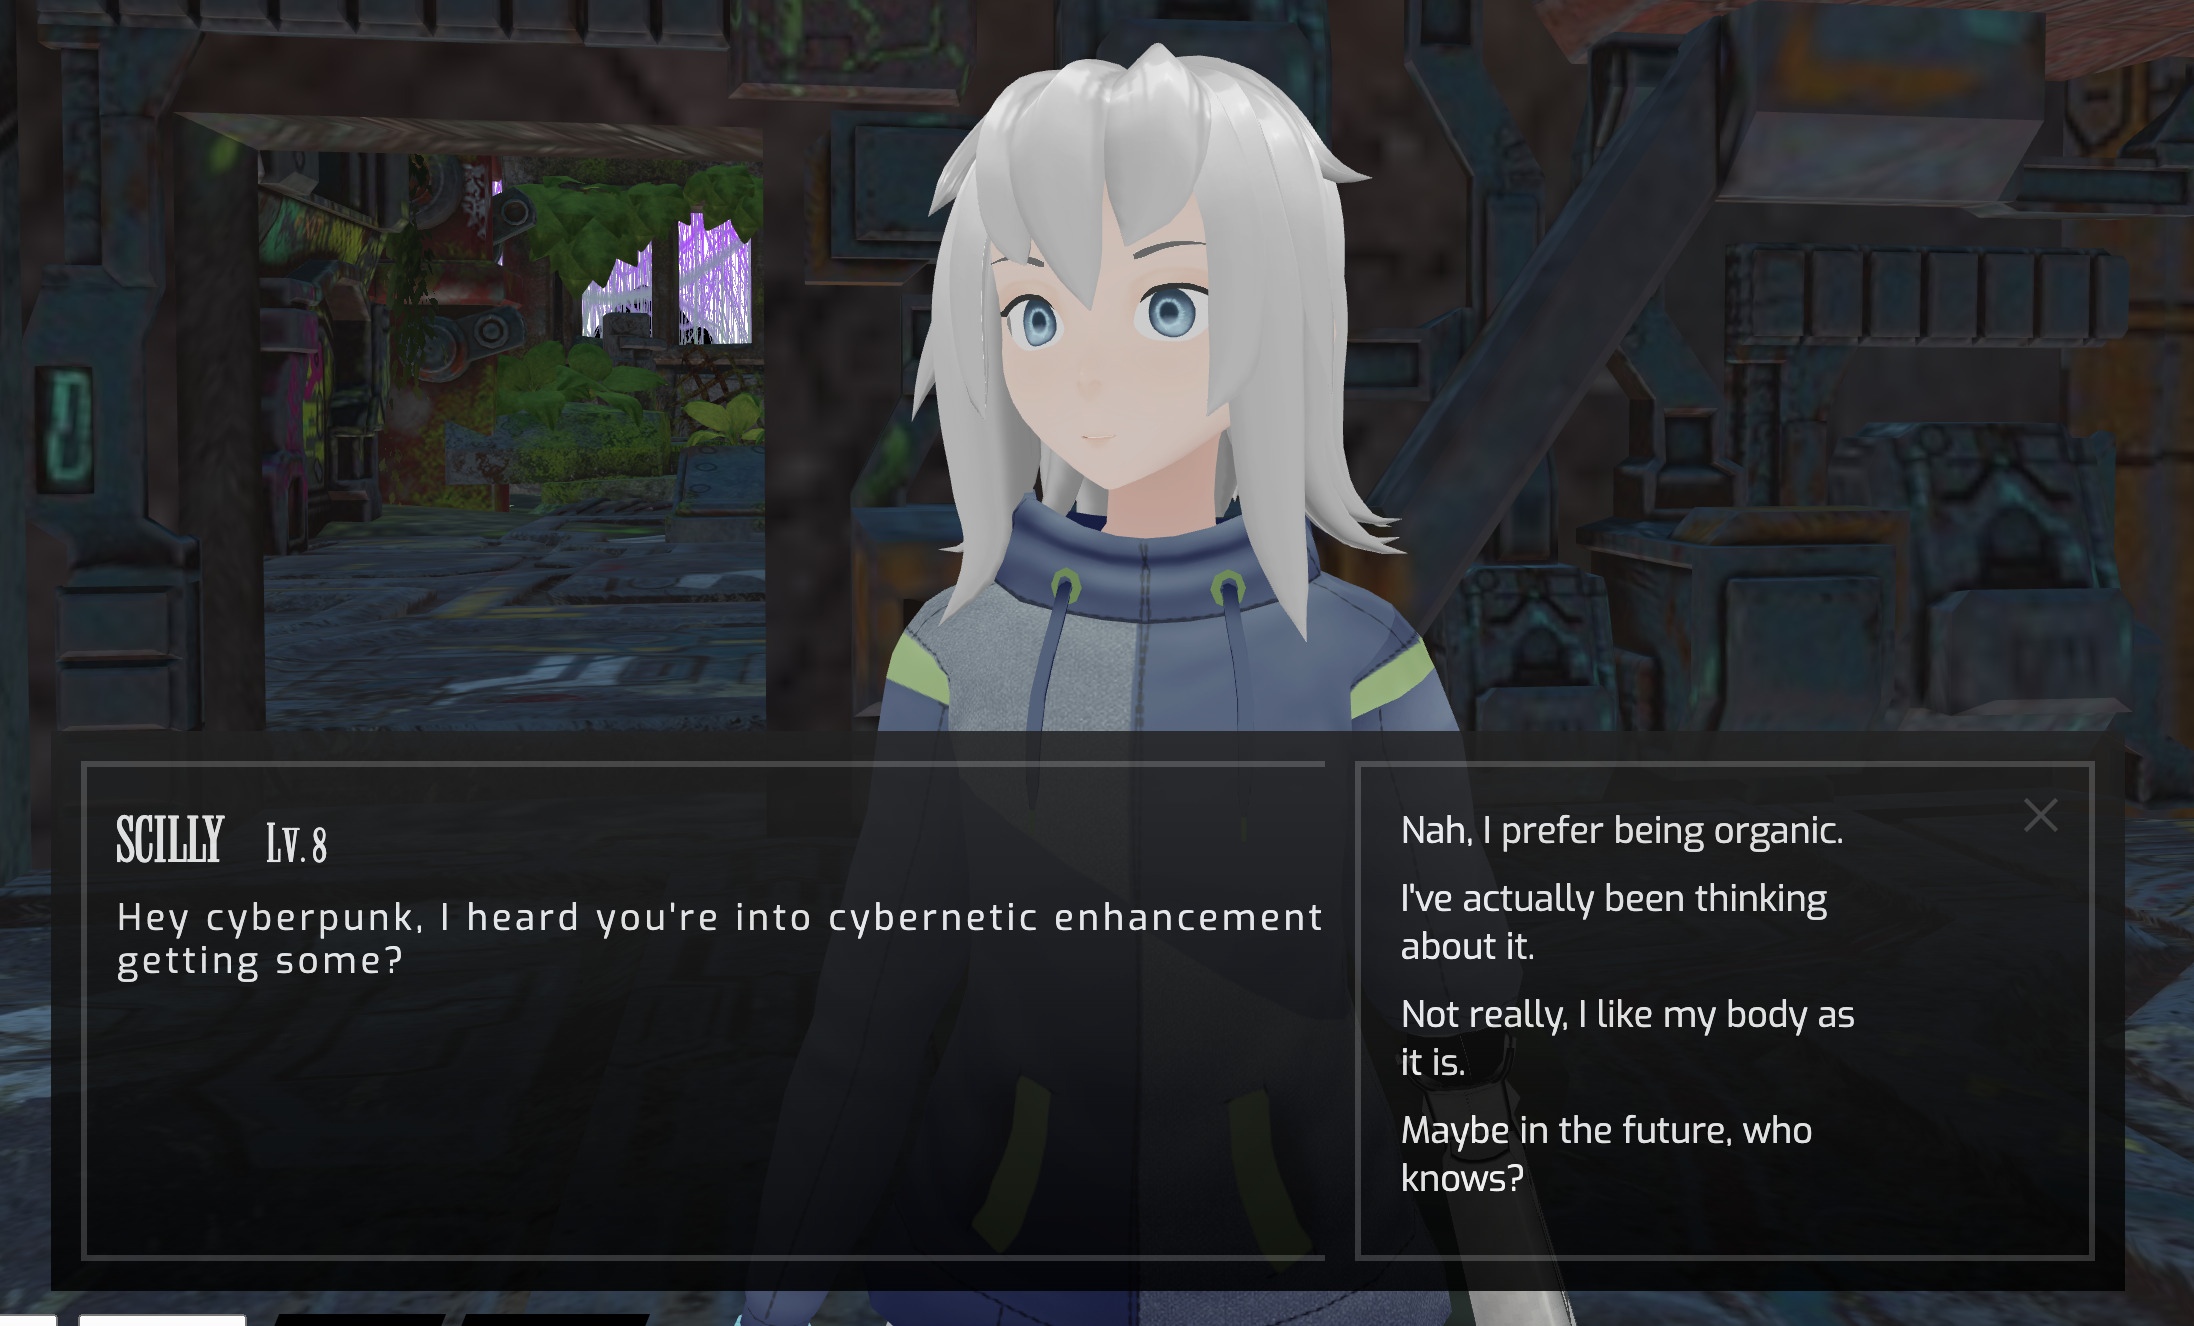 SCILLY Lv. 8
Hey cyberpunk, I heard you're into cybernetic enhancement
getting some?
Nah, I prefer being organic.
I've actually been thinking
about it.
Not really, I like my body as
it is.
Maybe in the future, who
knows?